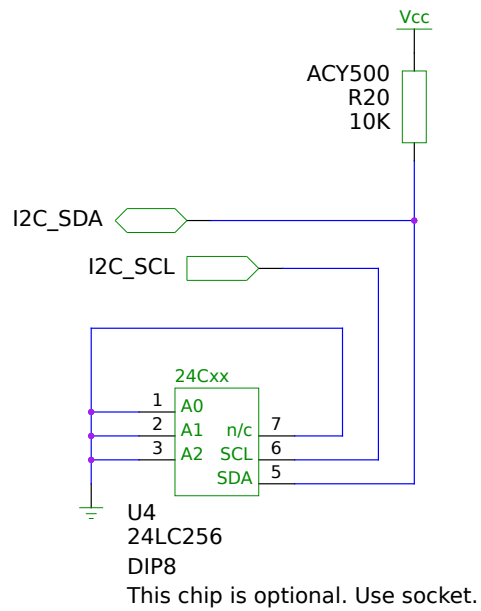 Vcc
ACY500
R20
10K
I2C_SDA
I2C_SCL
24Cxx
1 A0
2 A1 n/c 7
3 A2 SCL 6
SDA 5
U4
24LC256
DIP8
This chip is optional. Use socket.